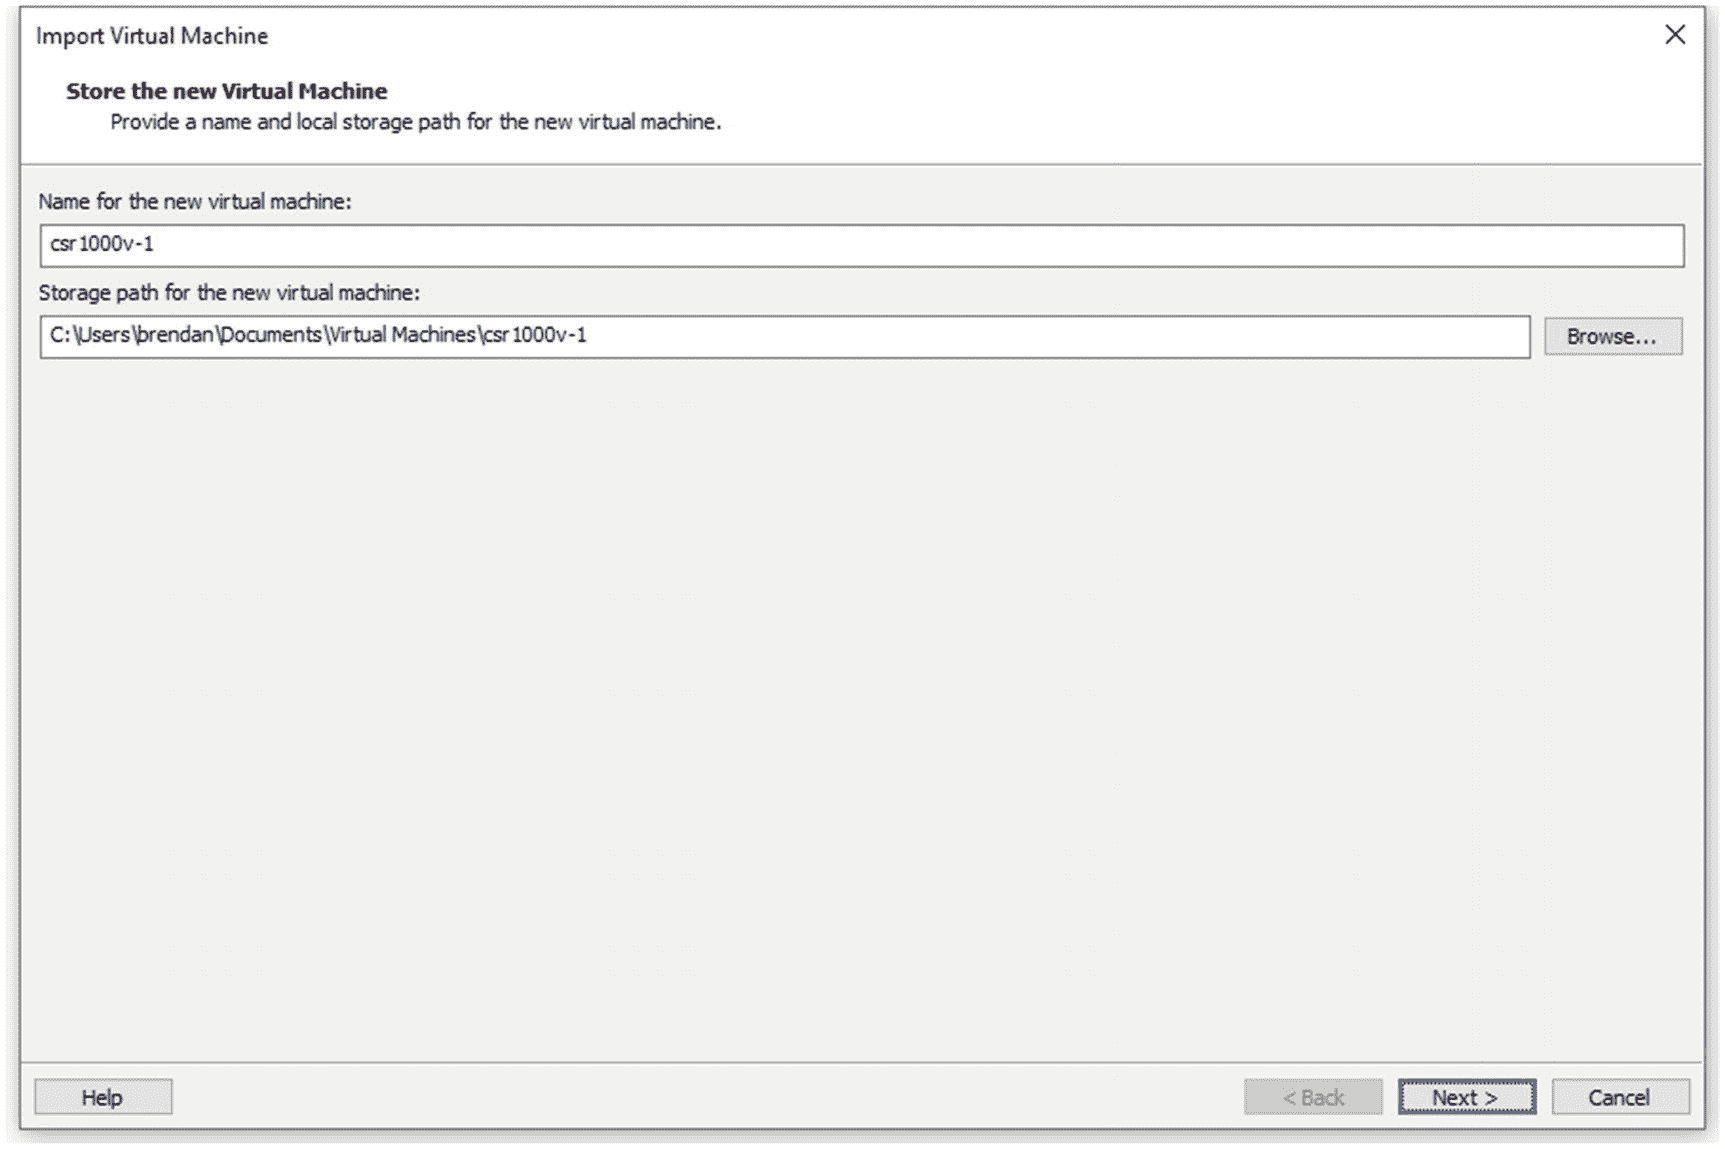 Import Virtual Machine
Store the new Virtual Machine
Provide a name and local storage path for the new virtual machine.
Name for the new virtual machine:
csr1000v-1
Storage path for the new virtual machine:
C:\Users\brendan\Documents\Virtual Machines\csr1000v-1
Browse...
Help
< Back
Next >
Cancel